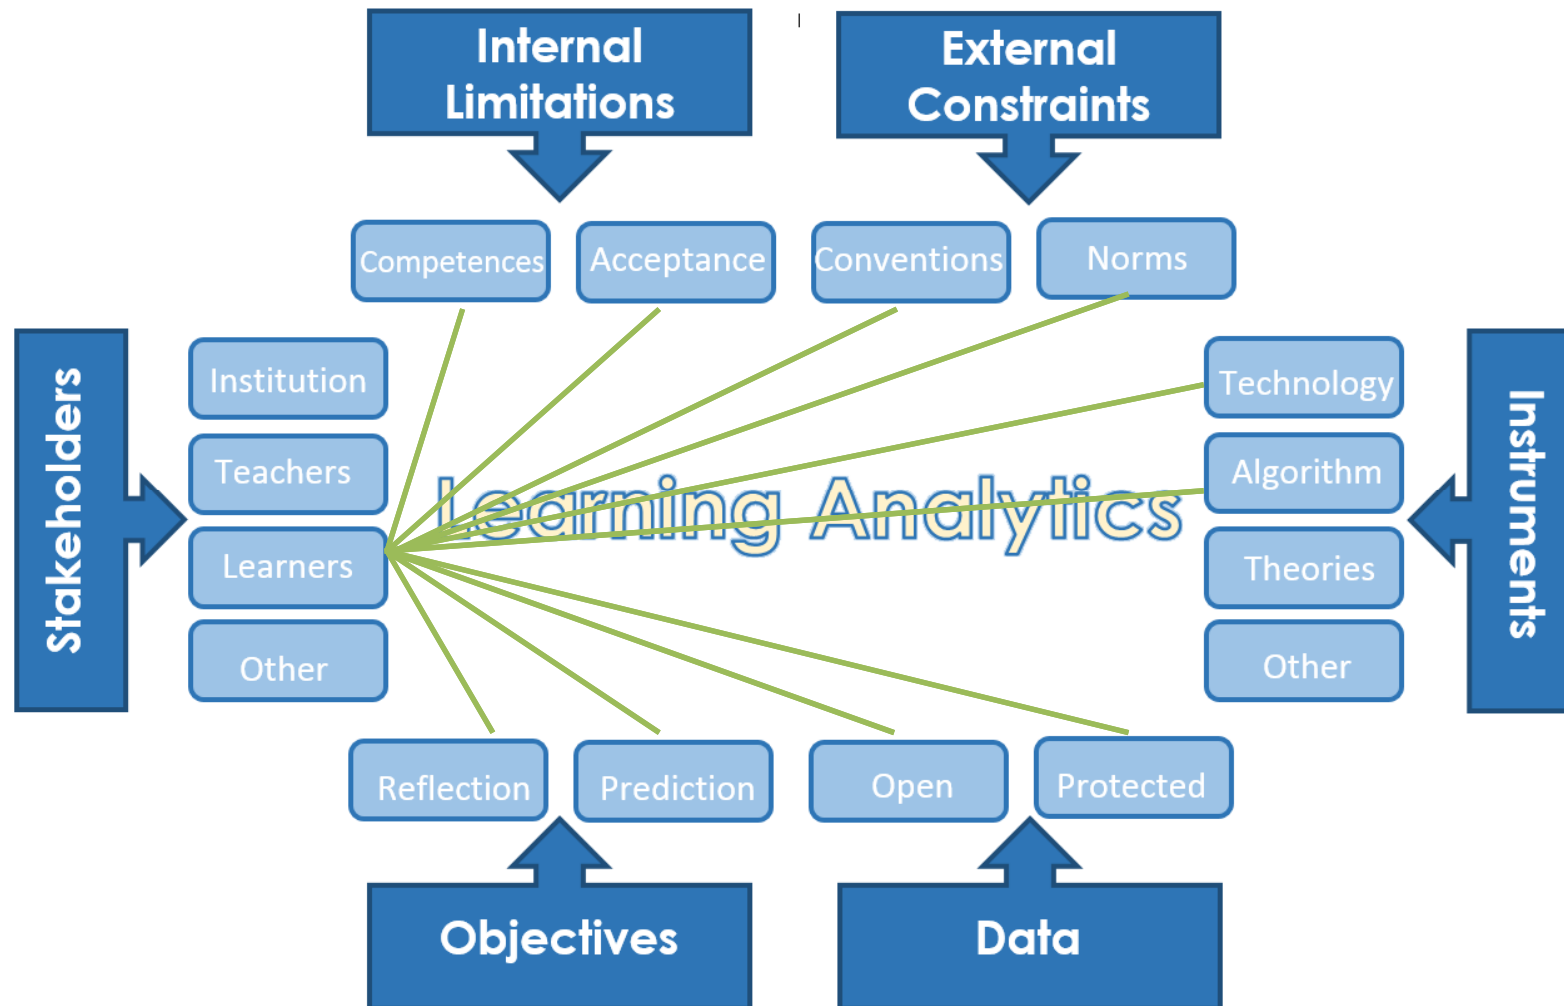 Internal
Limitations
External
Constraints
Competences
Acceptance
Conventions
Norms
Stakeholders
Institution
Teachers
Learners
Other
Learning Analytics
Technology
Algorithm
Theories
Other
Instruments
Reflection
Prediction
Open
Protected
Objectives
Data